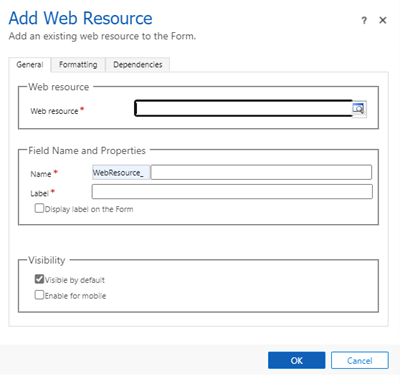 Add Web Resource
? ×
Add an existing web resource to the Form.
General Formatting Dependencies
Web resource
Web resource *
Field Name and Properties
Name * WebResource_
Label *
Display label on the Form
Visibility
Visible by default
Enable for mobile
OK Cancel